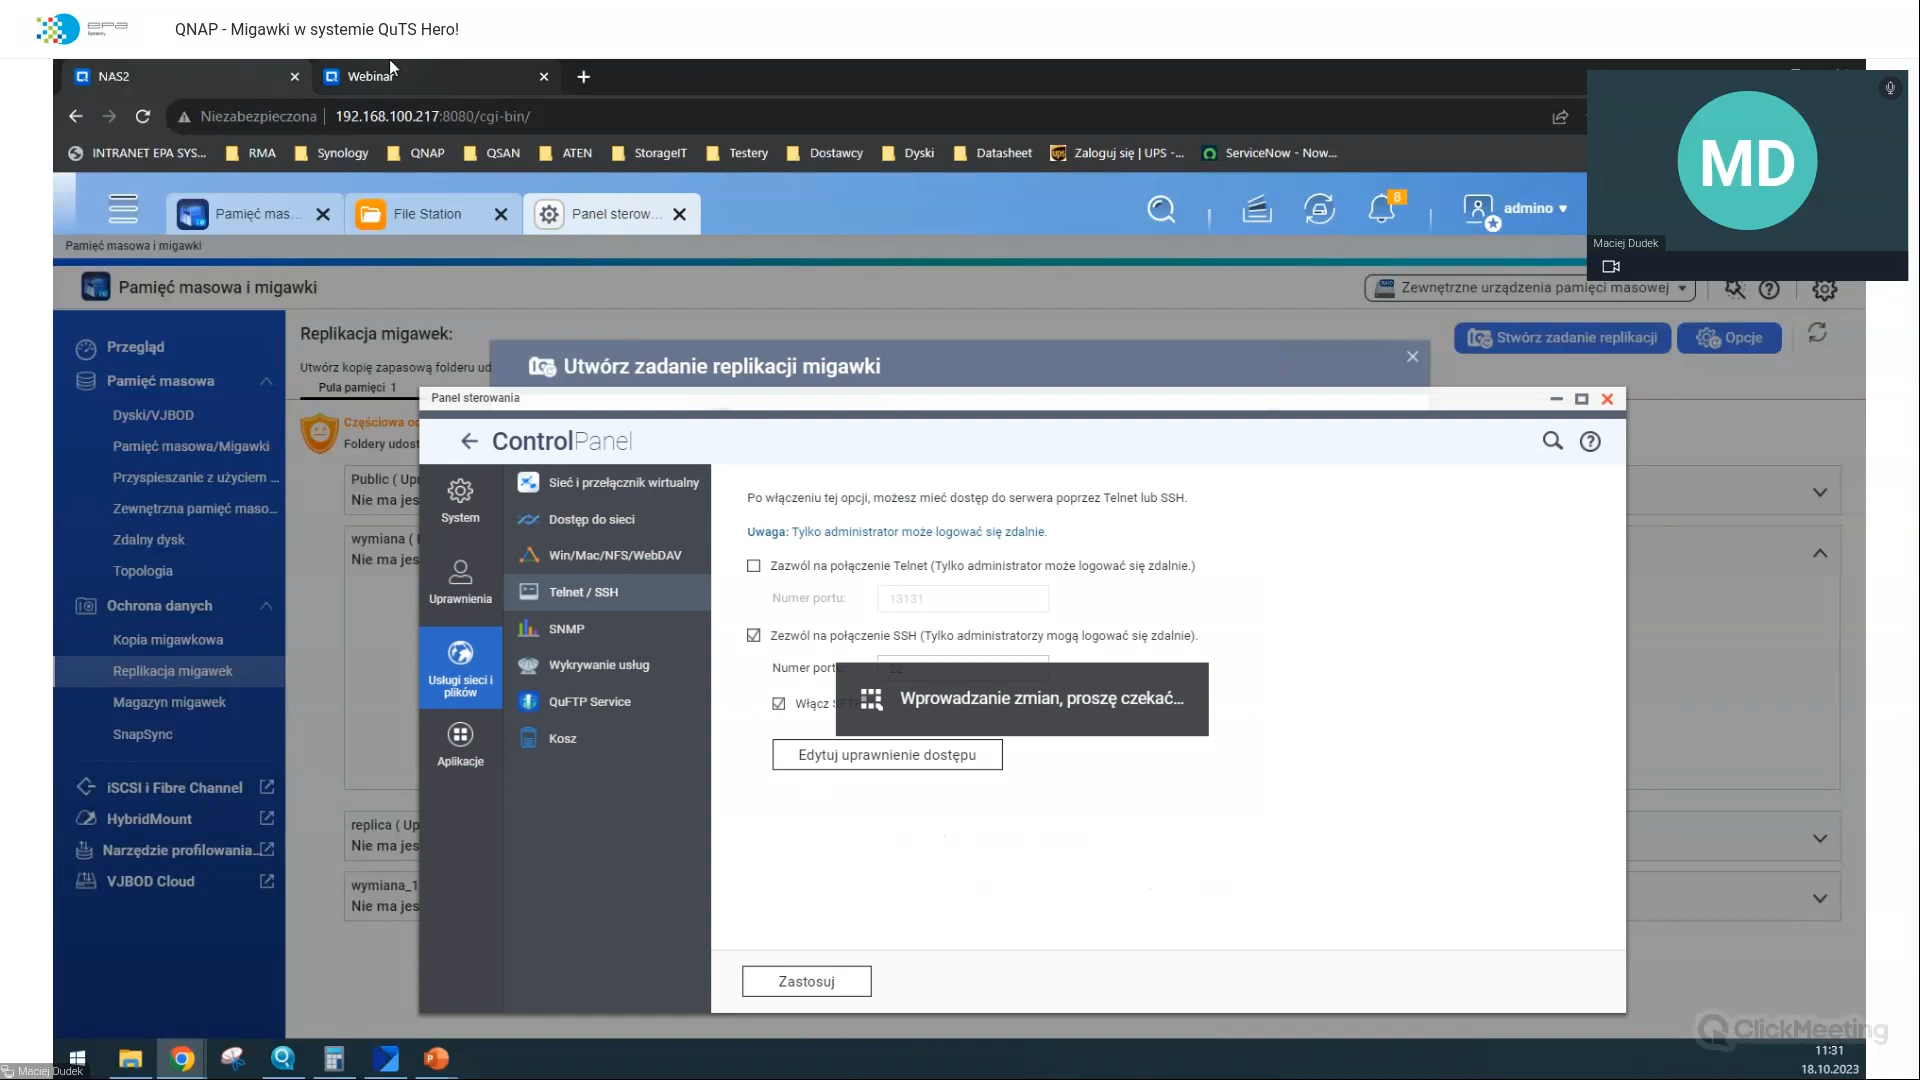 epa
Systemy
QNAP - Migawki w systemie QuTS Hero!
NAS2
Webinar
Niezabezpieczona
192.168.100.217:8080/cgi-bin/
INTRANET EPA SYS...
RMA
Synology
QNAP
QSAN
ATEN
StorageIT
Testery
Dostawcy
Dyski
Datasheet
ups
Zaloguj się | UPS -...
ServiceNow - Now...
Pamięć mas...
File Station
Panel sterow...
8
admino
MD
Maciej Dudek
Pamięć masowa i migawki
Pamięć masowa i migawki
Zewnętrzne urządzenia pamięci masowej
Przegląd
Pamięć masowa
Dyski/VJBOD
Pamięć masowa/Migawki
Przyspieszanie z użyciem ...
Zewnętrzna pamięć maso...
Zdalny dysk
Topologia
Ochrona danych
Kopia migawkowa
Replikacja migawek
Magazyn migawek
SnapSync
iSCSI i Fibre Channel
HybridMount
Narzędzie profilowania...
VJBOD Cloud
Replikacja migawek:
Stwórz zadanie replikacji
Opcje
Utwórz kopię zapasową folderu ud
Pula pamięci 1
Częściowa oc
Foldery udost
Public ( Upr
Nie ma jes
wymiana (
Nie ma jes
replica ( Up
Nie ma jes
wymiana_1
Nie ma jes
Utwórz zadanie replikacji migawki
Panel sterowania
ControlPanel
System
Uprawnienia
Usługi sieci i
plików
Aplikacje
Sieć i przełącznik wirtualny
Dostęp do sieci
Win/Mac/NFS/WebDAV
Telnet / SSH
SNMP
Wykrywanie usług
QuFTP Service
Kosz
Po włączeniu tej opcji, możesz mieć dostęp do serwera poprzez Telnet lub SSH.
Uwaga: Tylko administrator może logować się zdalnie.
Zazwól na połączenie Telnet (Tylko administrator może logować się zdalnie.)
Numer portu:
13131
Zezwól na połączenie SSH (Tylko administratorzy mogą logować się zdalnie).
Numer portu:
22
Włącz SFTP
Wprowadzanie zmian, proszę czekać...
Edytuj uprawnienie dostępu
Zastosuj
ClickMeeting
11:31
18.10.2023
Maciej Dudek